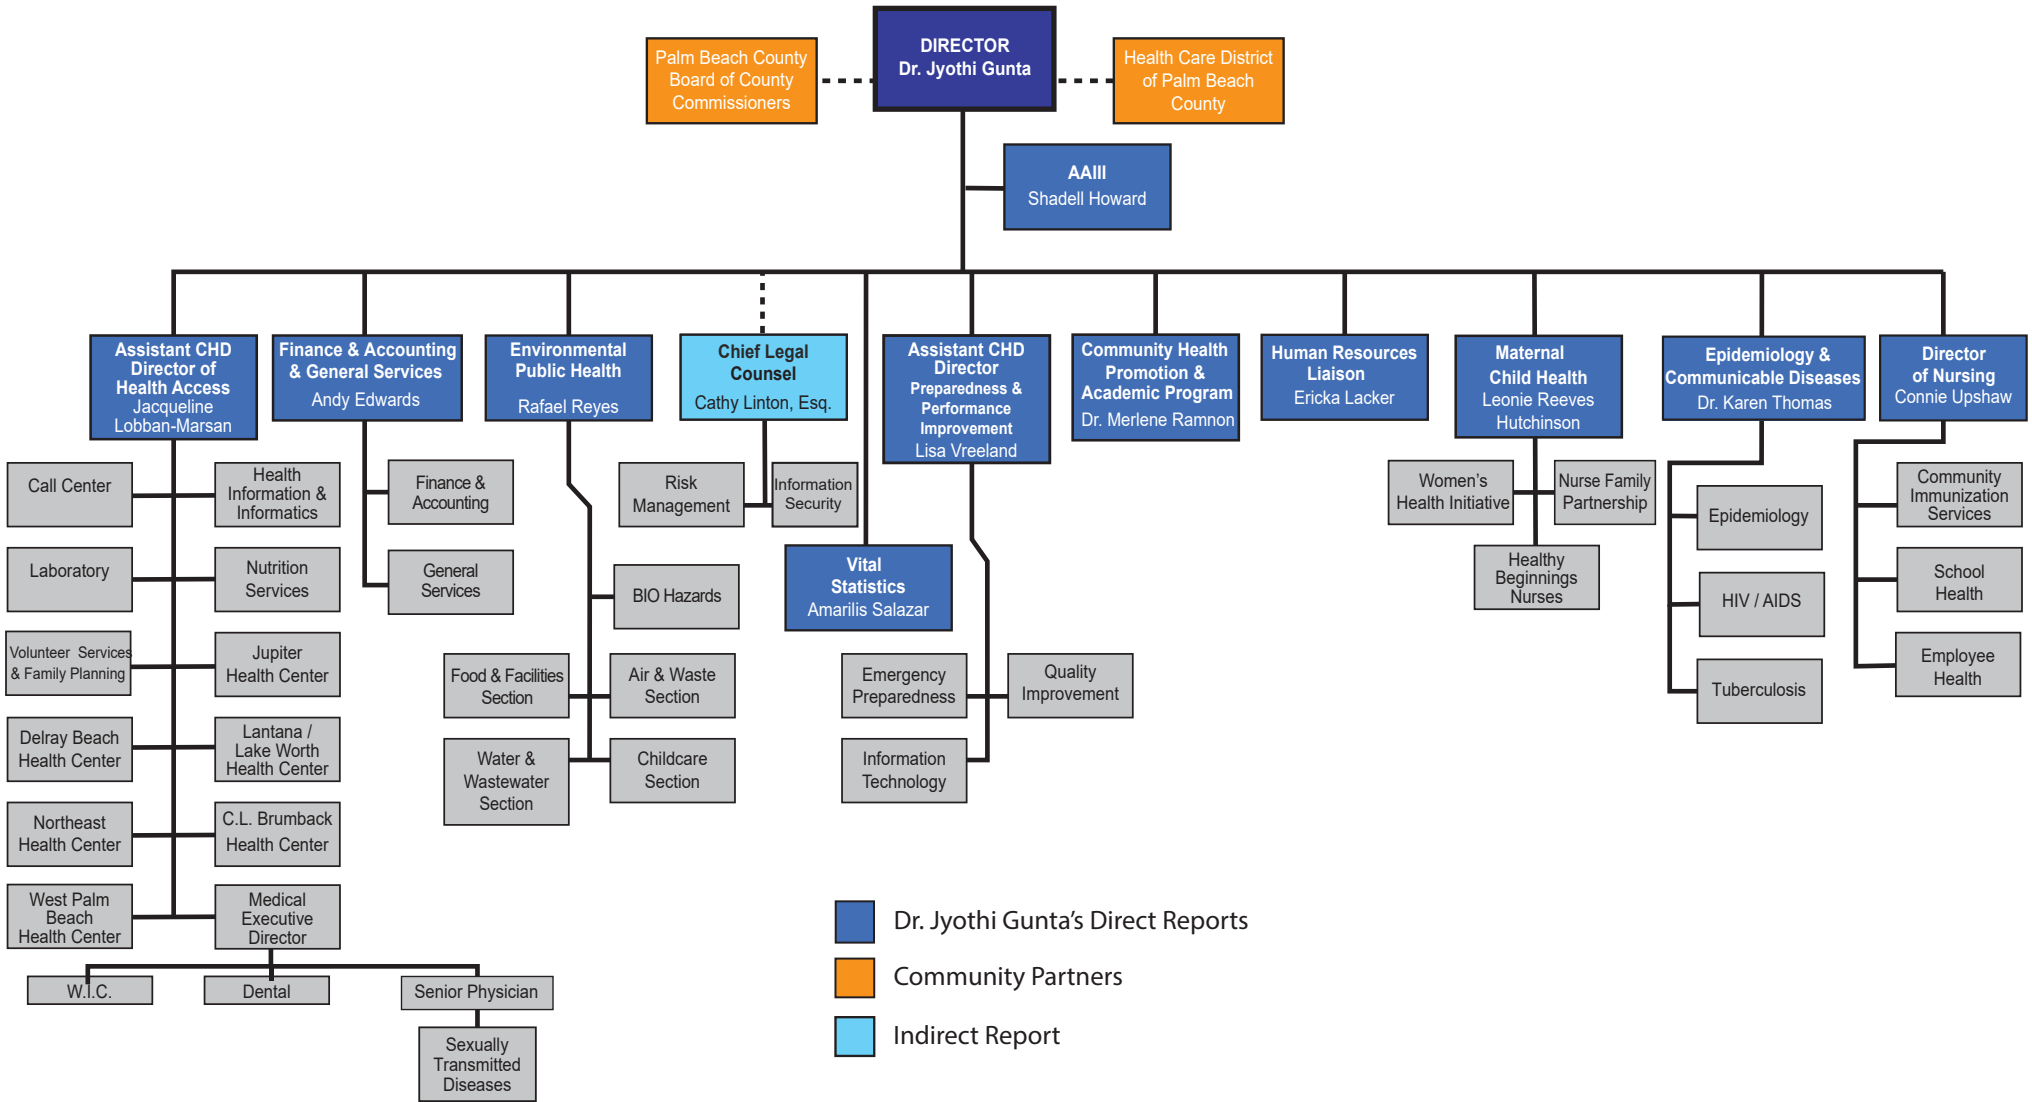 DIRECTOR
Dr. Jyothi Gunta
Palm Beach County
Board of County
Commissioners
Health Care District
of Palm Beach
County
AAIII
Shadell Howard
Assistant CHD
Director of
Health Access
Jacqueline
Lobban-Marsan
Finance & Accounting
& General Services
Andy Edwards
Environmental
Public Health
Rafael Reyes
Chief Legal
Counsel
Cathy Linton, Esq.
Assistant CHD
Director
Preparedness &
Performance
Improvement
Lisa Vreeland
Community Health
Promotion &
Academic Program
Dr. Merlene Ramnon
Human Resources
Liaison
Ericka Lacker
Maternal
Child Health
Leonie Reeves
Hutchinson
Epidemiology &
Communicable Diseases
Dr. Karen Thomas
Director
of Nursing
Connie Upshaw
Call Center
Health
Information &
Informatics
Laboratory
Nutrition
Services
Volunteer Services
& Family Planning
Jupiter
Health Center
Delray Beach
Health Center
Lantana /
Lake Worth
Health Center
Northeast
Health Center
C.L. Brumback
Health Center
West Palm
Beach
Health Center
Medical
Executive
Director
W.I.C.
Dental
Senior Physician
Sexually
Transmitted
Diseases
Finance &
Accounting
General
Services
BIO Hazards
Food & Facilities
Section
Air & Waste
Section
Water &
Wastewater
Section
Childcare
Section
Risk
Management
Information
Security
Vital
Statistics
Amarilis Salazar
Emergency
Preparedness
Quality
Improvement
Information
Technology
Women's
Health Initiative
Nurse Family
Partnership
Healthy
Beginnings
Nurses
Epidemiology
HIV / AIDS
Tuberculosis
Community
Immunization
Services
School
Health
Employee
Health
Dr. Jyothi Gunta's Direct Reports
Community Partners
Indirect Report